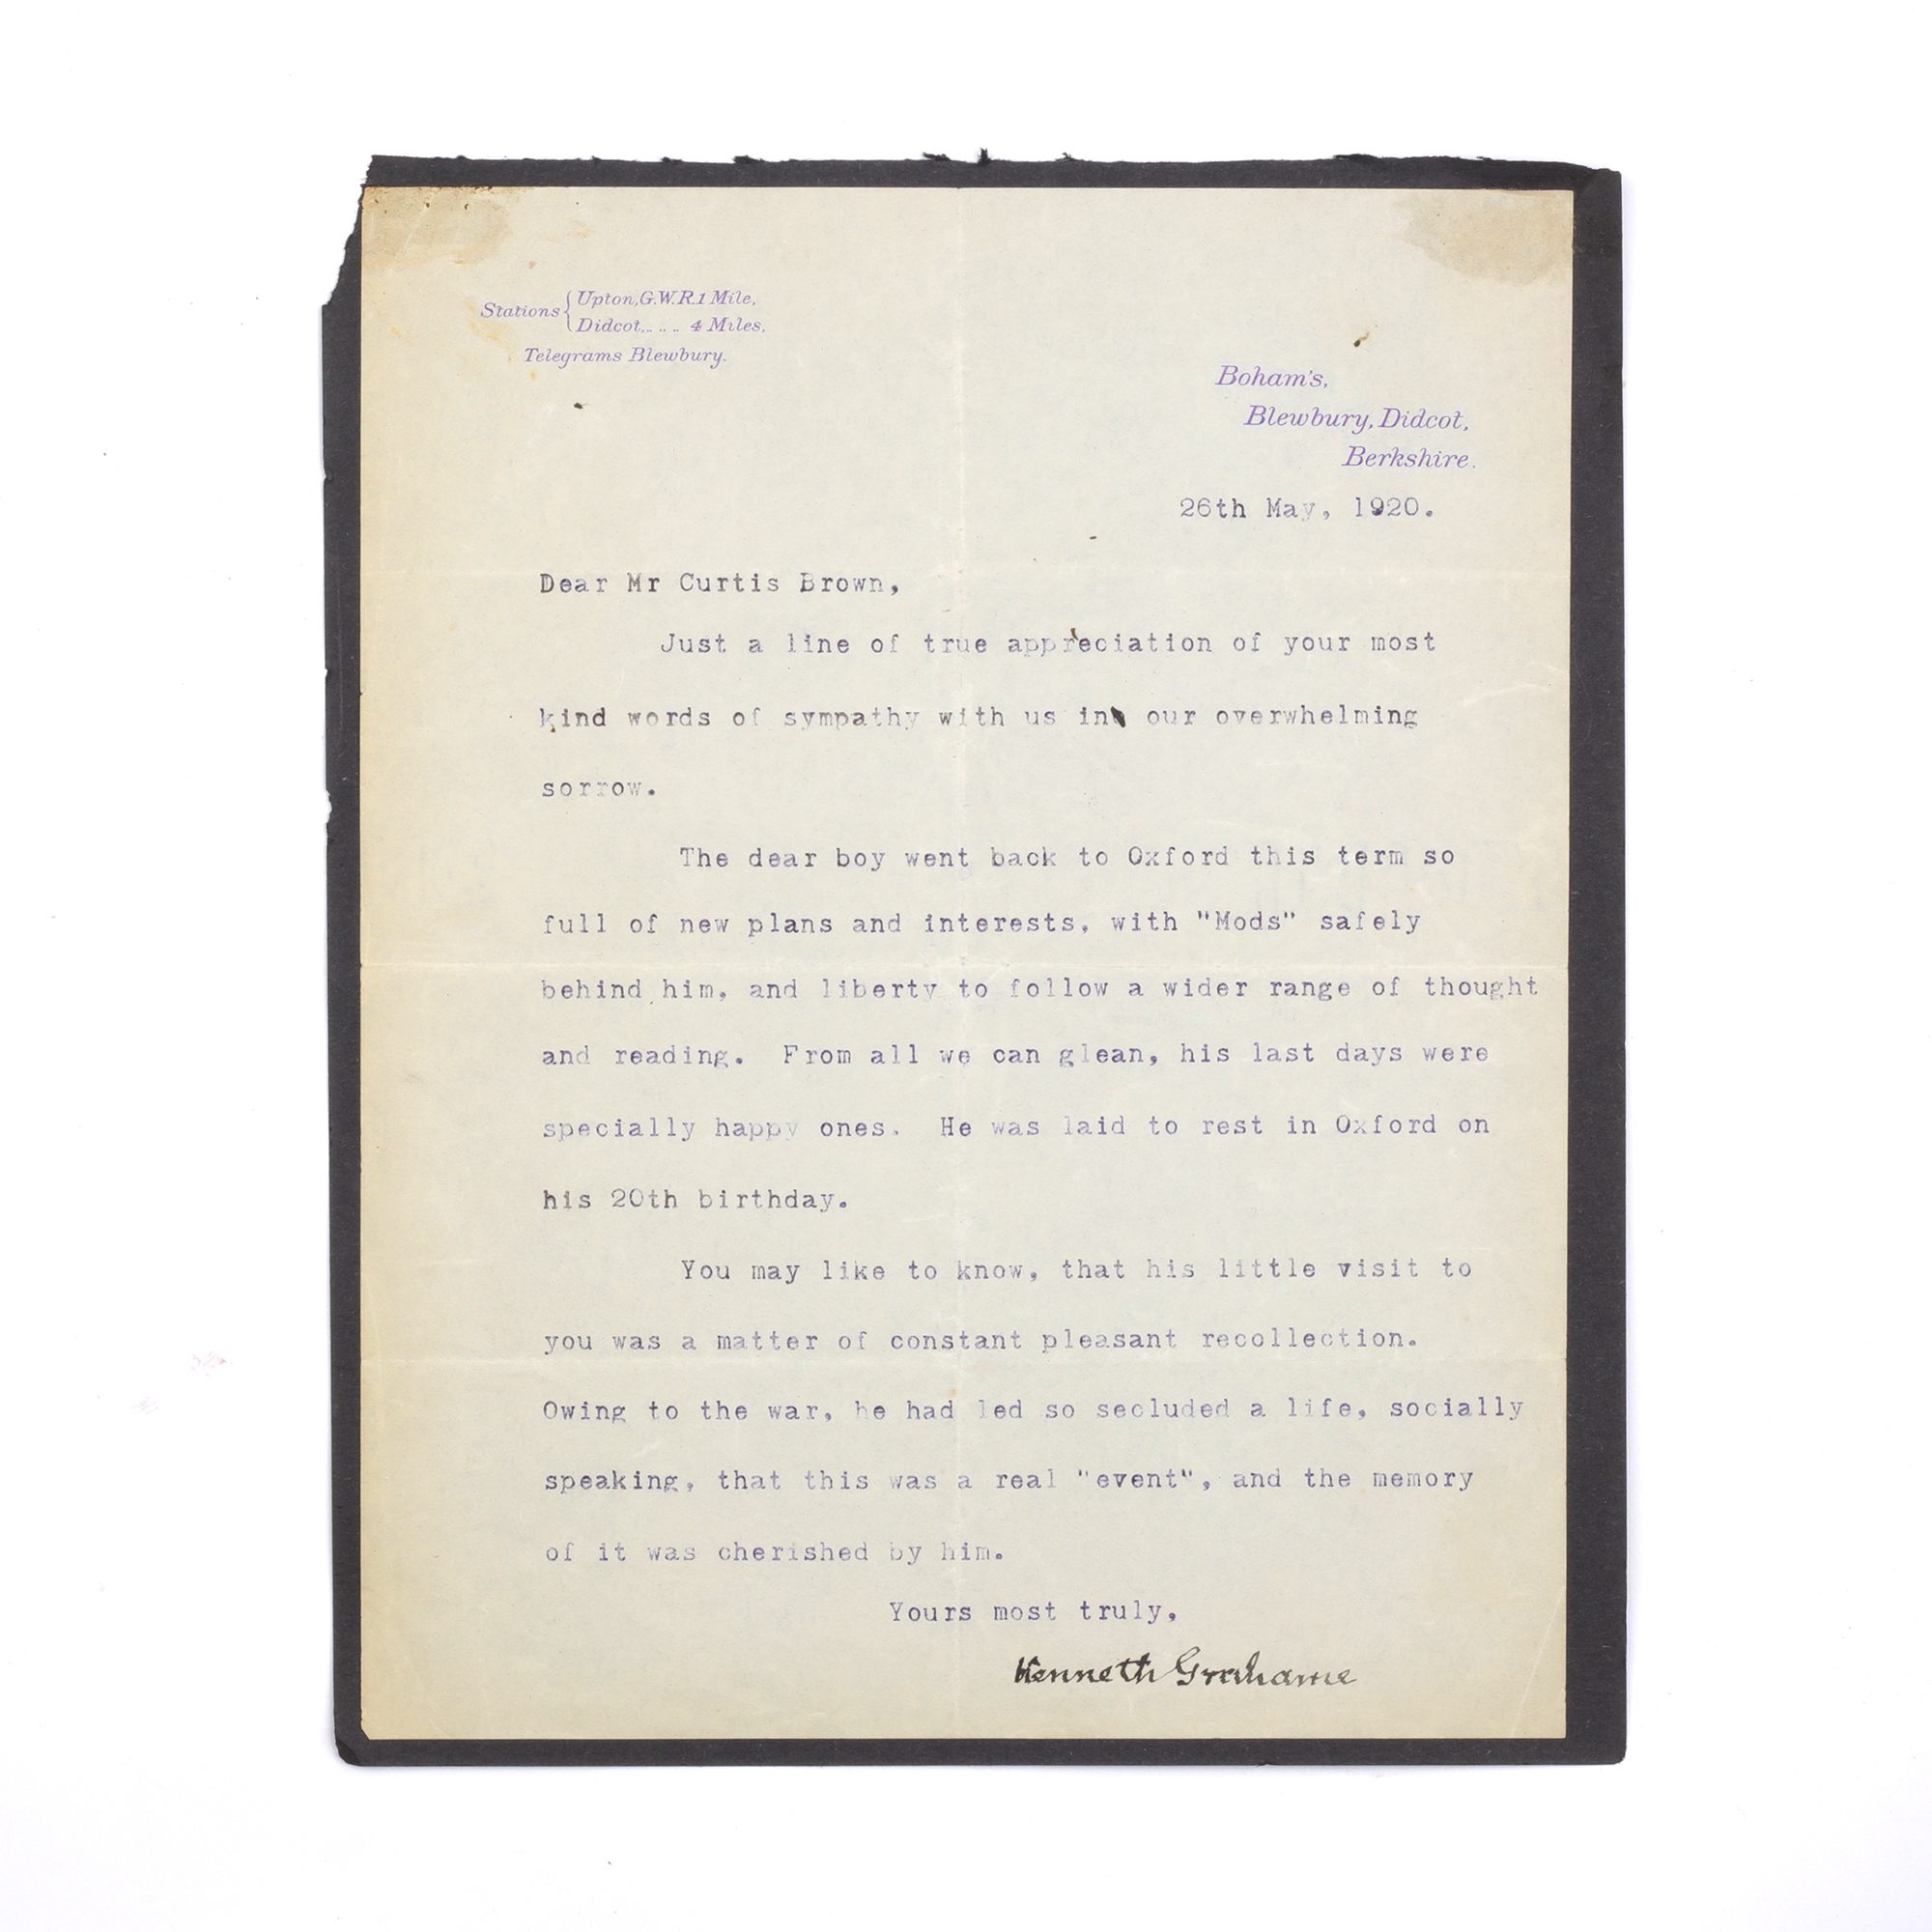 Stations { Upton, G.W.R. 1 Mile,
Didcot...... 4 Miles.
Telegrams Blewbury.
Boham's,
Blewbury, Didcot,
Berkshire.
26th May, 1920.
Dear Mr Curtis Brown,
Just a line of true appreciation of your most
kind words of sympathy with us in our overwhelming
sorrow.
The dear boy went back to Oxford this term so
full of new plans and interests, with "Mods" safely
behind him, and liberty to follow a wider range of thought
and reading. From all we can glean, his last days were
specially happy ones. He was laid to rest in Oxford on
his 20th birthday.
You may like to know, that his little visit to
you was a matter of constant pleasant recollection.
Owing to the war, he had led so secluded a life, socially
speaking, that this was a real "event", and the memory
of it was cherished by him.
Yours most truly,
Kenneth Grahame